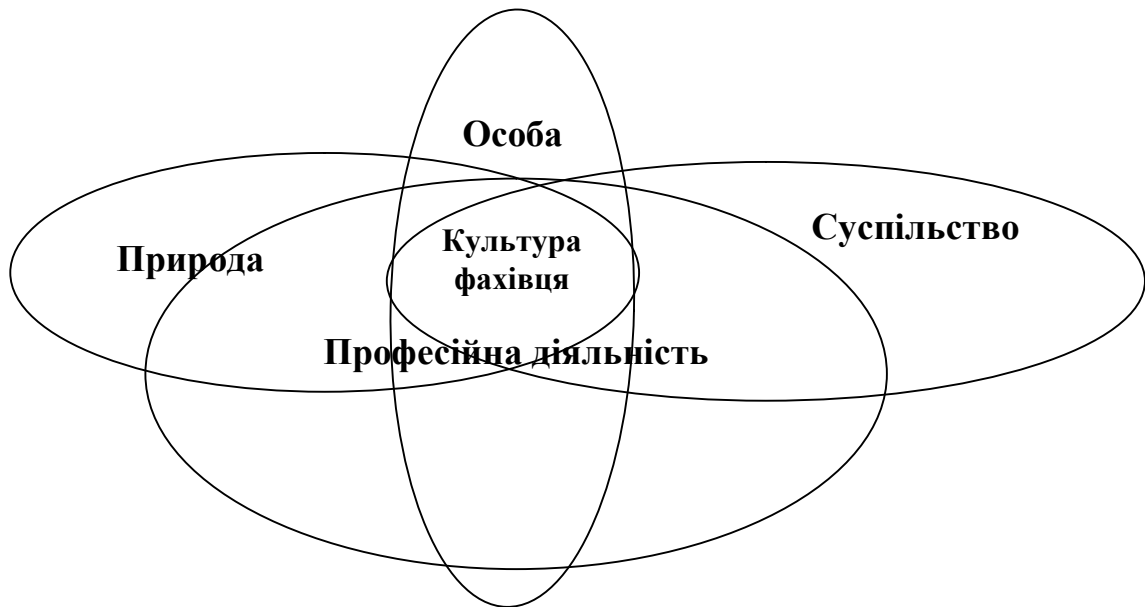 Особа
Суспільство
Природа
Культура
фахівця
Професійна діяльність